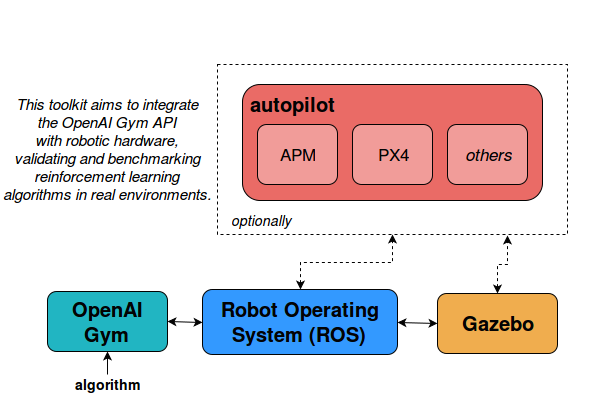 This toolkit aims to integrate
the OpenAI Gym API
with robotic hardware,
validating and benchmarking
reinforcement learning
algorithms in real environments.
autopilot
APM
PX4
others
optionally
OpenAI
Gym
Robot Operating
System (ROS)
Gazebo
algorithm